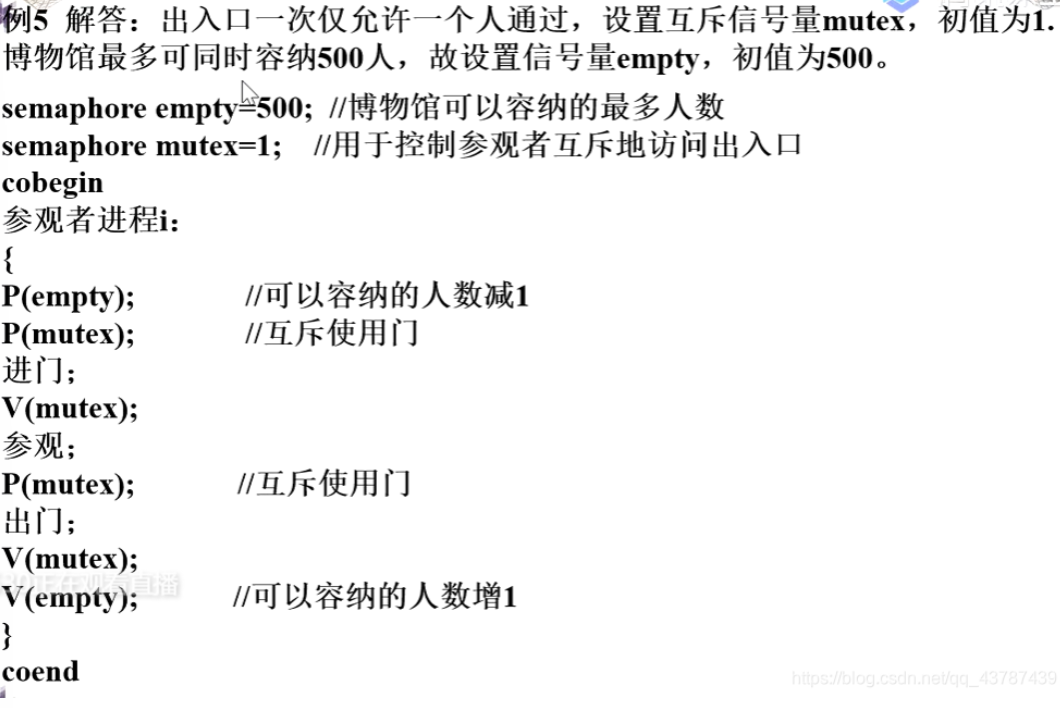 例5 解答：出入口一次仅允许一个人通过，设置互斥信号量mutex，初值为1.
博物馆最多可同时容纳500人，故设置信号量empty，初值为500。
semaphore empty=500; //博物馆可以容纳的最多人数
semaphore mutex=1; //用于控制参观者互斥地访问出入口
cobegin
参观者进程i:
{
P(empty); //可以容纳的人数减1
P(mutex); //互斥使用门
进门;
V(mutex);
参观;
P(mutex); //互斥使用门
出门;
V(mutex);
正在观看直播
V(empty); //可以容纳的人数增1
}
coend
https://blog.csdn.net/qq_43787439